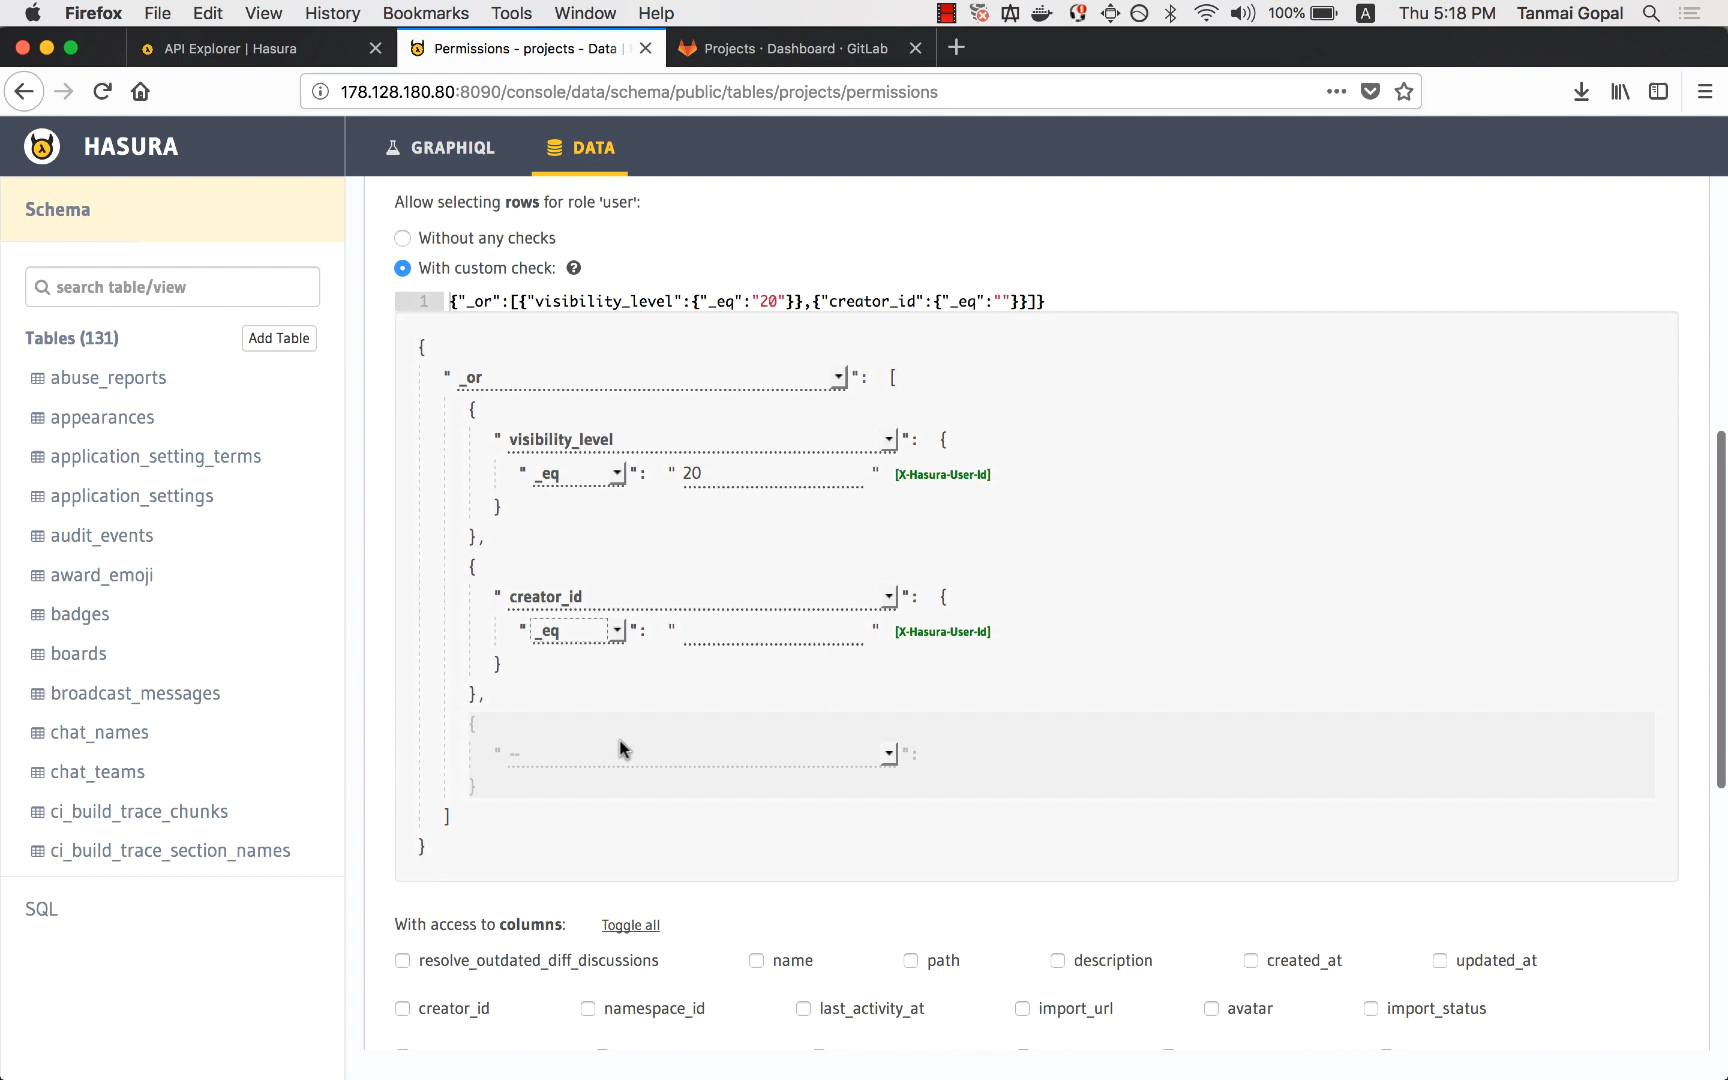 Firefox File Edit View History Bookmarks Tools Window Help 100% A Thu 5:18 PM Tanmai Gopal
API Explorer | Hasura
Permissions - projects - Data |
Projects · Dashboard · GitLab
178.128.180.80:8090/console/data/schema/public/tables/projects/permissions
HASURA
GRAPHIQL
DATA
Schema
search table/view
Tables (131)
Add Table
abuse_reports
appearances
application_setting_terms
application_settings
audit_events
award_emoji
badges
boards
broadcast_messages
chat_names
chat_teams
ci_build_trace_chunks
ci_build_trace_section_names
SQL
Allow selecting rows for role 'user':
Without any checks
With custom check: ?
1 {"_or":[{"visibility_level":{"_eq":"20"}},{"creator_id":{"_eq":""}}]}
{
" _or ": [
{
" visibility_level ": {
" _eq ": " 20 " [X-Hasura-User-Id]
}
},
{
" creator_id ": {
" _eq ": " " [X-Hasura-User-Id]
}
},
{
" -- ":
}
]
}
With access to columns: Toggle all
resolve_outdated_diff_discussions name path description created_at updated_at
creator_id namespace_id last_activity_at import_url avatar import_status